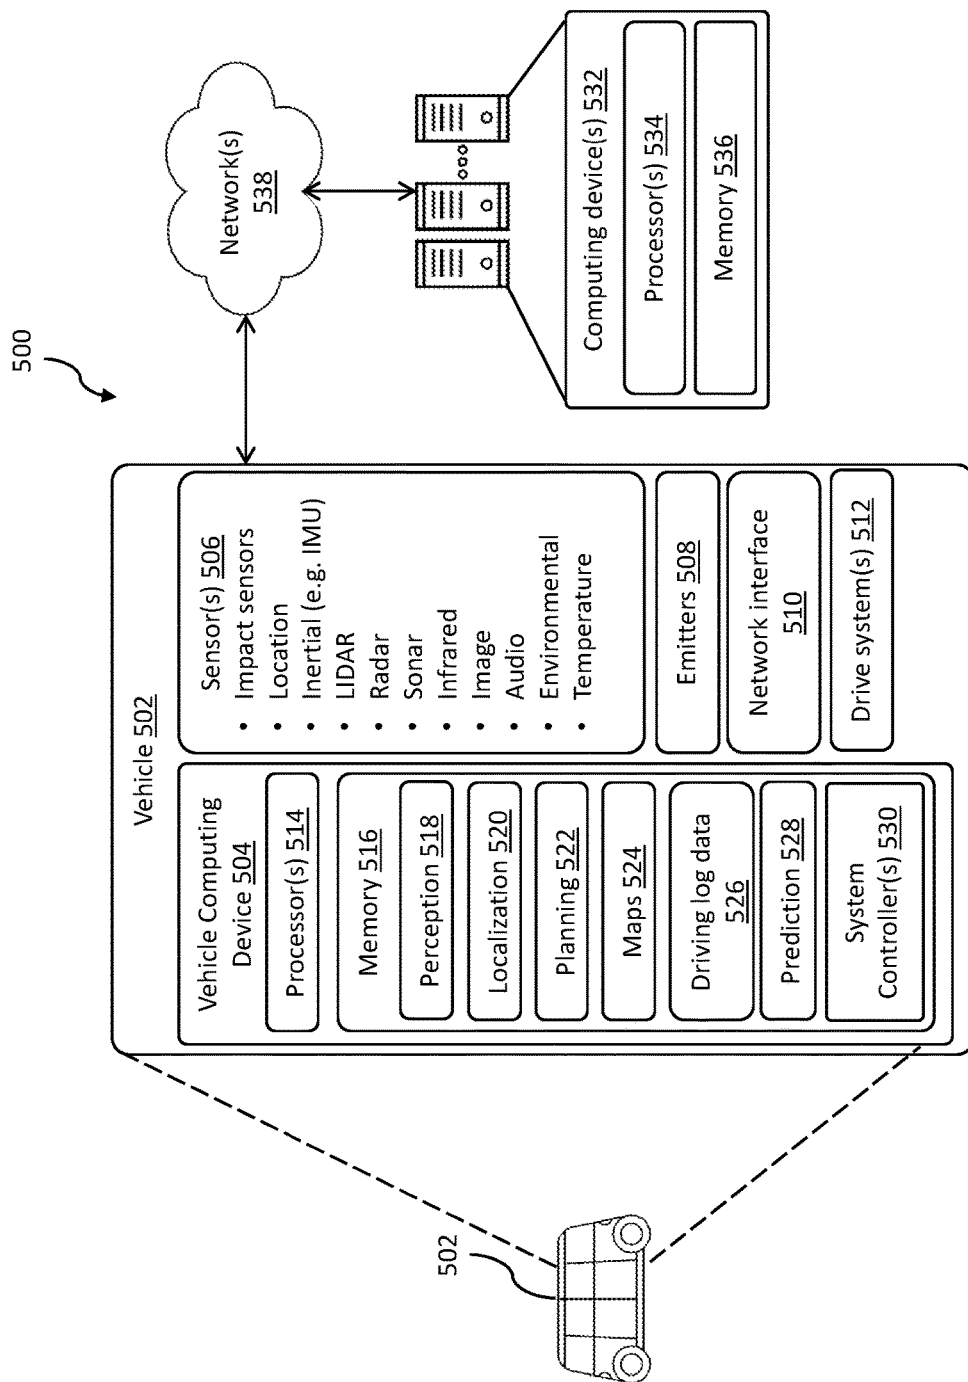 500
502
Vehicle 502
Vehicle Computing
Device 504
Processor(s) 514
Memory 516
Perception 518
Localization 520
Planning 522
Maps 524
Driving log data
526
Prediction 528
System
Controller(s) 530
Sensor(s) 506
• Impact sensors
• Location
• Inertial (e.g. IMU)
• LIDAR
• Radar
• Sonar
• Infrared
• Image
• Audio
• Environmental
• Temperature
Emitters 508
Network interface
510
Drive system(s) 512
Network(s)
538
Computing device(s) 532
Processor(s) 534
Memory 536